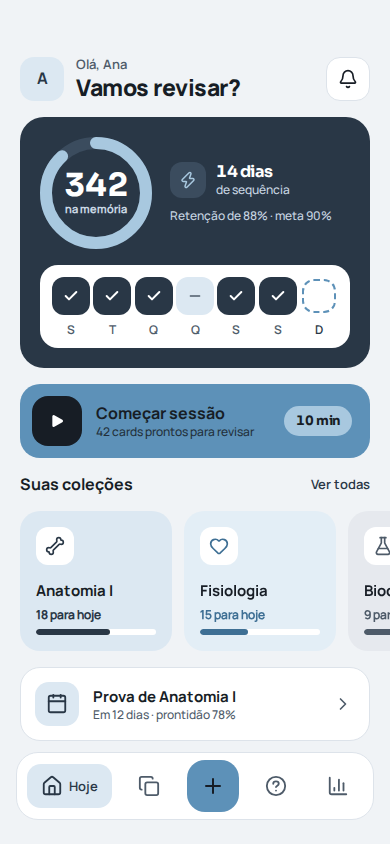 A
Olá, Ana
Vamos revisar?
342
na memória
14 dias
de sequência
Retenção de 88% · meta 90%
S T Q Q S S D
Começar sessão
42 cards prontos para revisar
10 min
Suas coleções
Ver todas
Anatomia I
18 para hoje
Fisiologia
15 para hoje
Bioc
9 par
Prova de Anatomia I
Em 12 dias · prontidão 78%
Hoje